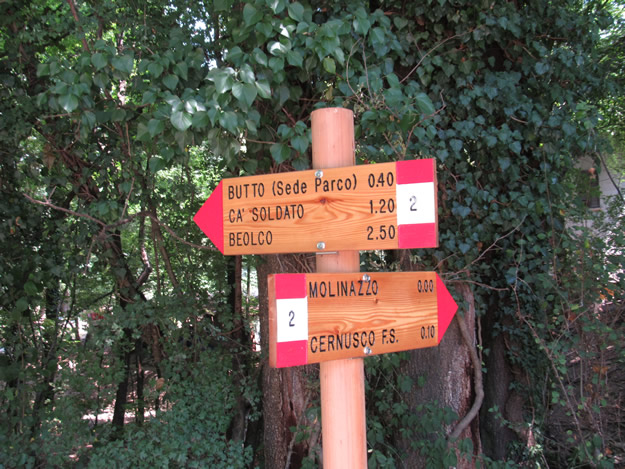 BUTTO (Sede Parco) 0.40
CA' SOLDATO 1.20
BEOLCO 2.50
2
MOLINAZZO 0.00
2
CERNUSCO F.S. 0.10